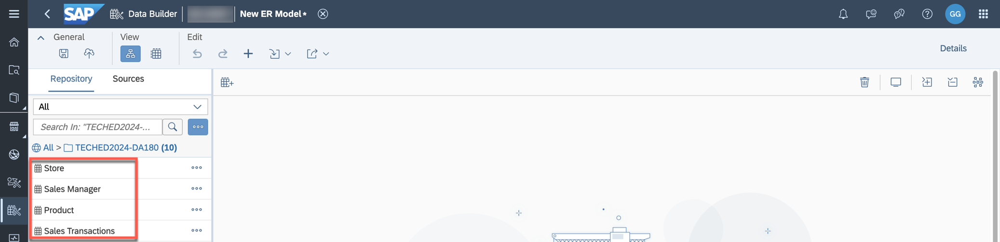 SAP Data Builder New ER Model*
GG
General View Edit
Details
Repository Sources
All
Search In: "TECHED2024-...
All > TECHED2024-DA180 (10)
Store
Sales Manager
Product
Sales Transactions